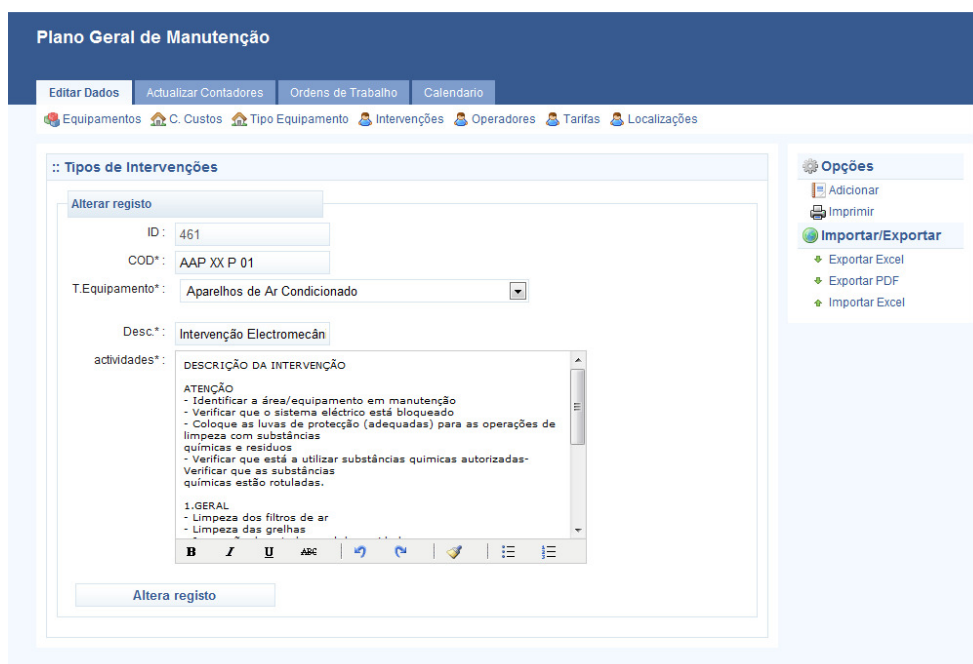 Plano Geral de Manutenção
Editar Dados Actualizar Contadores Ordens de Trabalho Calendario
Equipamentos C. Custos Tipo Equipamento Intervenções Operadores Tarifas Localizações
:: Tipos de Intervenções
Alterar registo
ID : 461
COD* : AAP XX P 01
T.Equipamento* : Aparelhos de Ar Condicionado
Desc.* : Intervenção Electromecân
actividades* :
DESCRIÇÃO DA INTERVENÇÃO
ATENÇÃO
- Identificar a área/equipamento em manutenção
- Verificar que o sistema eléctrico está bloqueado
- Coloque as luvas de protecção (adequadas) para as operações de
limpeza com substâncias
químicas e residuos
- Verificar que está a utilizar substâncias quimicas autorizadas-
Verificar que as substâncias
químicas estão rotuladas.
1.GERAL
- Limpeza dos filtros de ar
- Limpeza das grelhas
B I U ABC
Altera registo
Opções
Adicionar
Imprimir
Importar/Exportar
Exportar Excel
Exportar PDF
Importar Excel